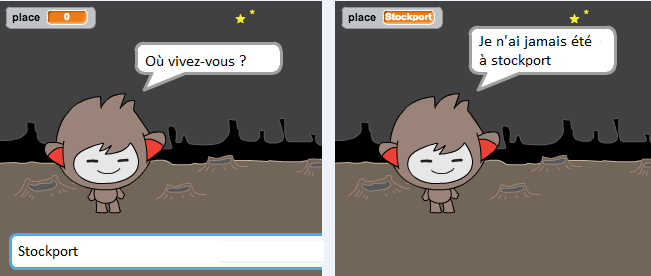 place 0
Où vivez-vous ?
Stockport
place Stockport
Je n'ai jamais été
à stockport